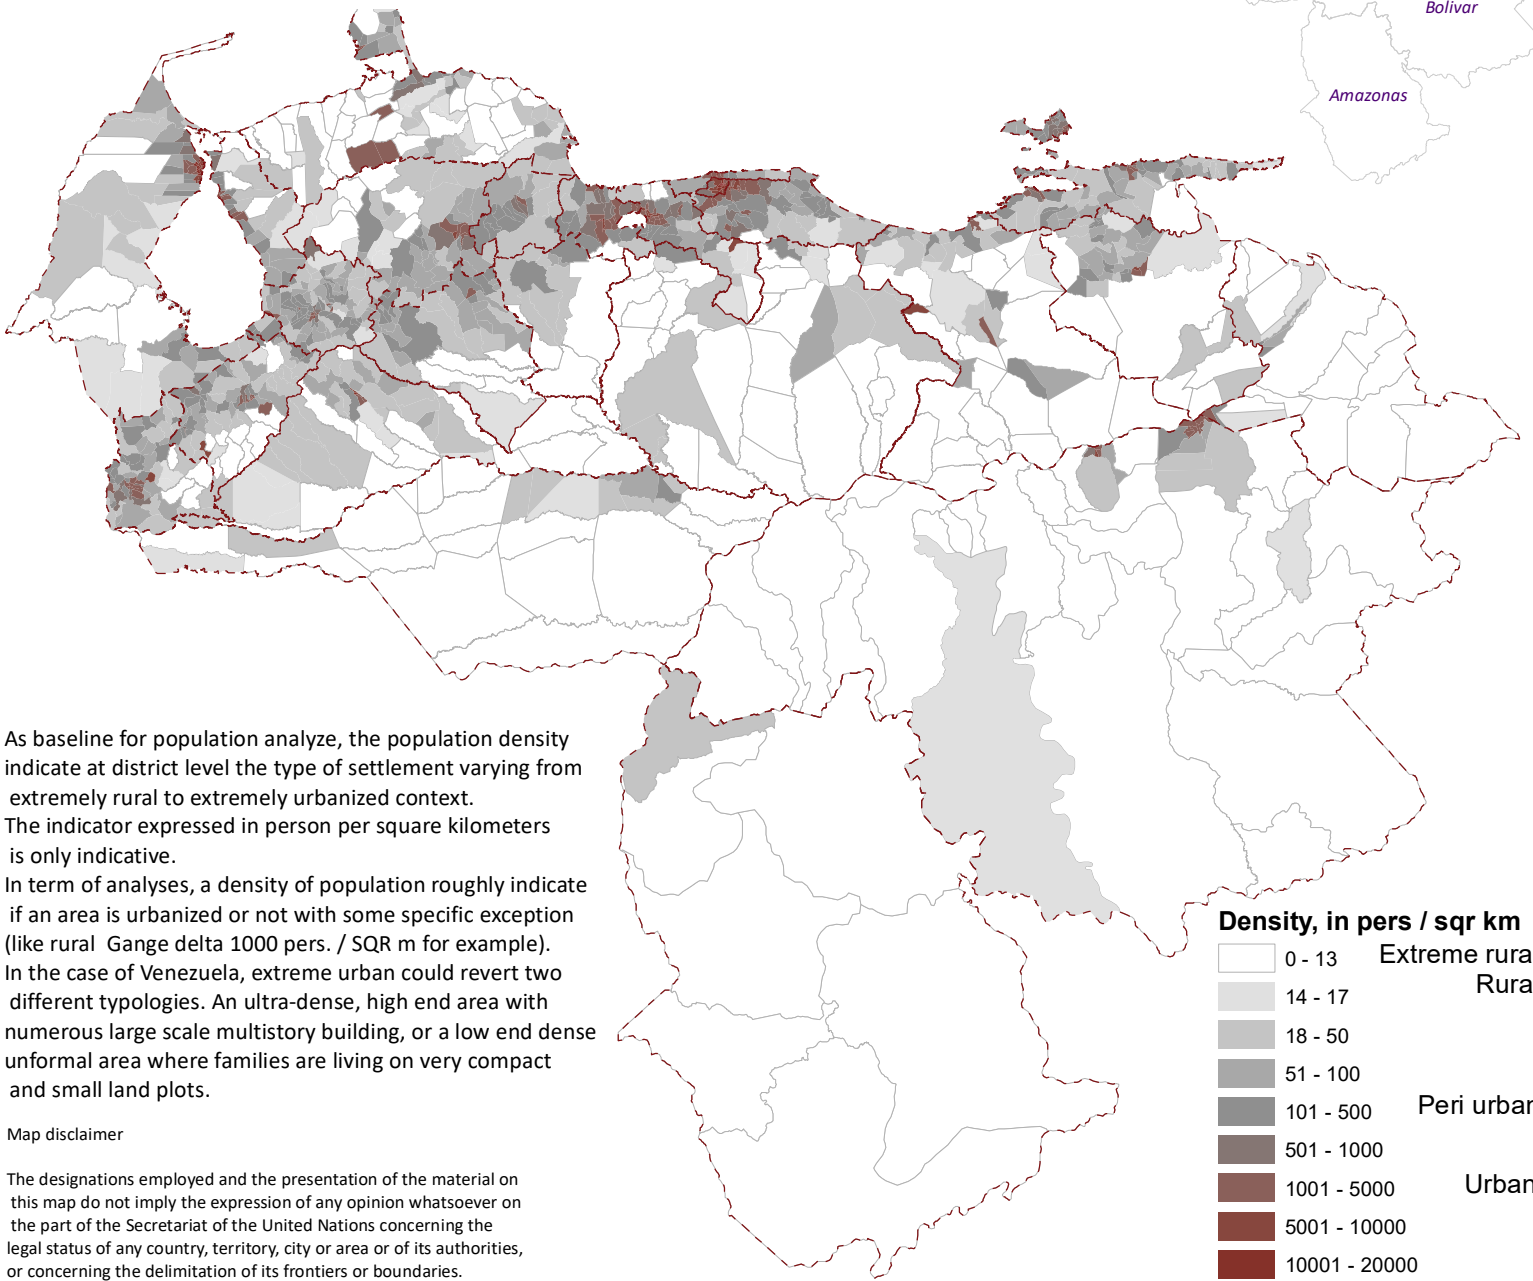 Bolivar
Amazonas
As baseline for population analyze, the population density
indicate at district level the type of settlement varying from
extremely rural to extremely urbanized context.
The indicator expressed in person per square kilometers
is only indicative.
In term of analyses, a density of population roughly indicate
if an area is urbanized or not with some specific exception
(like rural Gange delta 1000 pers. / SQR m for example).
In the case of Venezuela, extreme urban could revert two
different typologies. An ultra-dense, high end area with
numerous large scale multistory building, or a low end dense
unformal area where families are living on very compact
and small land plots.
Map disclaimer
The designations employed and the presentation of the material on
this map do not imply the expression of any opinion whatsoever on
the part of the Secretariat of the United Nations concerning the
legal status of any country, territory, city or area or of its authorities,
or concerning the delimitation of its frontiers or boundaries.
Density, in pers / sqr km
0 - 13 Extreme rura
Rura
14 - 17
18 - 50
51 - 100
101 - 500 Peri urban
501 - 1000
1001 - 5000 Urban
5001 - 10000
10001 - 20000